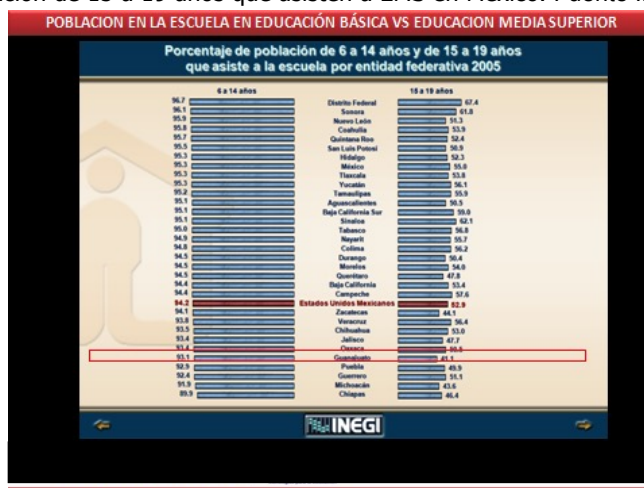 POBLACION EN LA ESCUELA EN EDUCACIÓN BÁSICA VS EDUCACION MEDIA SUPERIOR
Porcentaje de población de 6 a 14 años y de 15 a 19 años
que asiste a la escuela por entidad federativa 2005
6 a 14 años 15 a 19 años
96.7 Distrito Federal 67.4
96.1 Sonora 61.8
95.9 Nuevo León 51.3
95.8 Coahuila 53.9
95.7 Quintana Roo 52.4
95.5 San Luis Potosí 50.9
95.3 Hidalgo 52.3
95.3 México 55.0
95.3 Tlaxcala 53.8
95.3 Yucatán 56.1
95.2 Tamaulipas 55.9
95.1 Aguascalientes 50.5
95.1 Baja California Sur 59.0
95.1 Sinaloa 62.1
95.0 Tabasco 56.8
94.9 Nayarit 55.7
94.8 Colima 56.2
94.5 Durango 50.4
94.5 Morelos 54.0
94.5 Querétaro 47.8
94.4 Baja California 53.4
94.4 Campeche 57.6
94.2 Estados Unidos Mexicanos 52.9
94.1 Zacatecas 44.1
93.8 Veracruz 56.4
93.5 Chihuahua 53.0
93.4 Jalisco 47.7
93.4 Oaxaca
93.1 Guanajuato 41.1
92.9 Puebla 49.9
92.4 Guerrero 51.1
91.9 Michoacán 43.6
89.9 Chiapas 46.4
INEGI